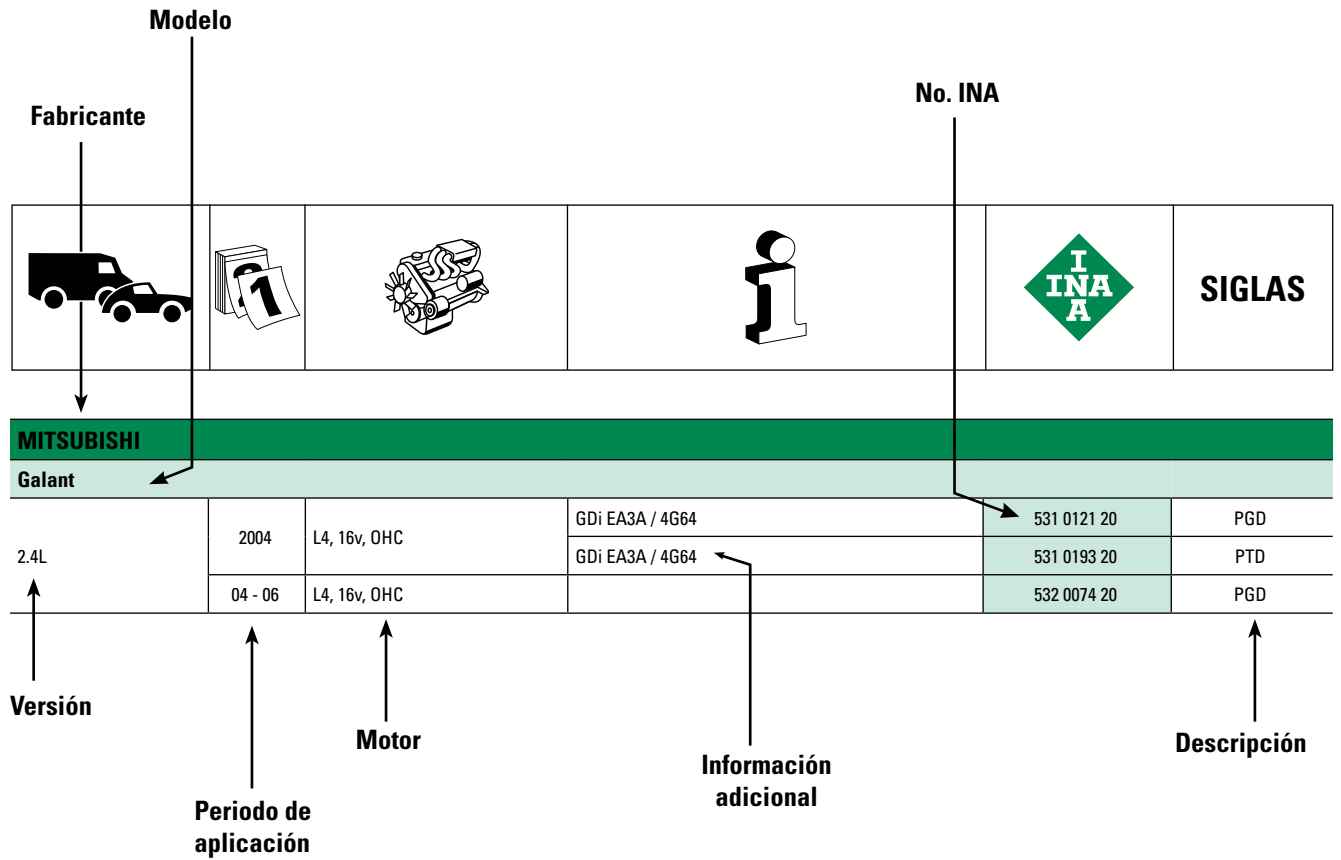 Modelo
No. INA
Fabricante
INA
INA
SIGLAS
MITSUBISHI
Galant
2.4L
2004
L4, 16v, OHC
GDi EA3A / 4G64
531 0121 20
PGD
GDi EA3A / 4G64
531 0193 20
PTD
04 - 06
L4, 16v, OHC
532 0074 20
PGD
Versión
Motor
Descripción
Información
adicional
Periodo de
aplicación